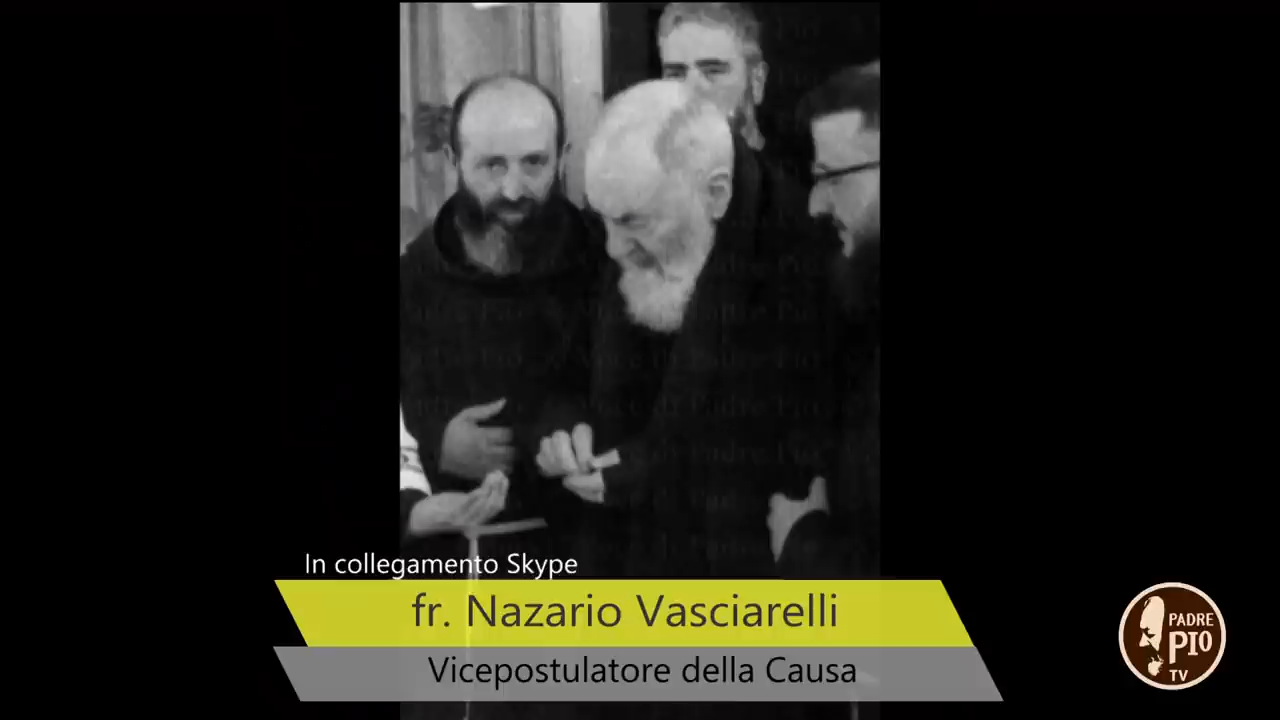 In collegamento Skype
fr. Nazario Vasciarelli
Vicepostulatore della Causa
PADRE
PIO
TV